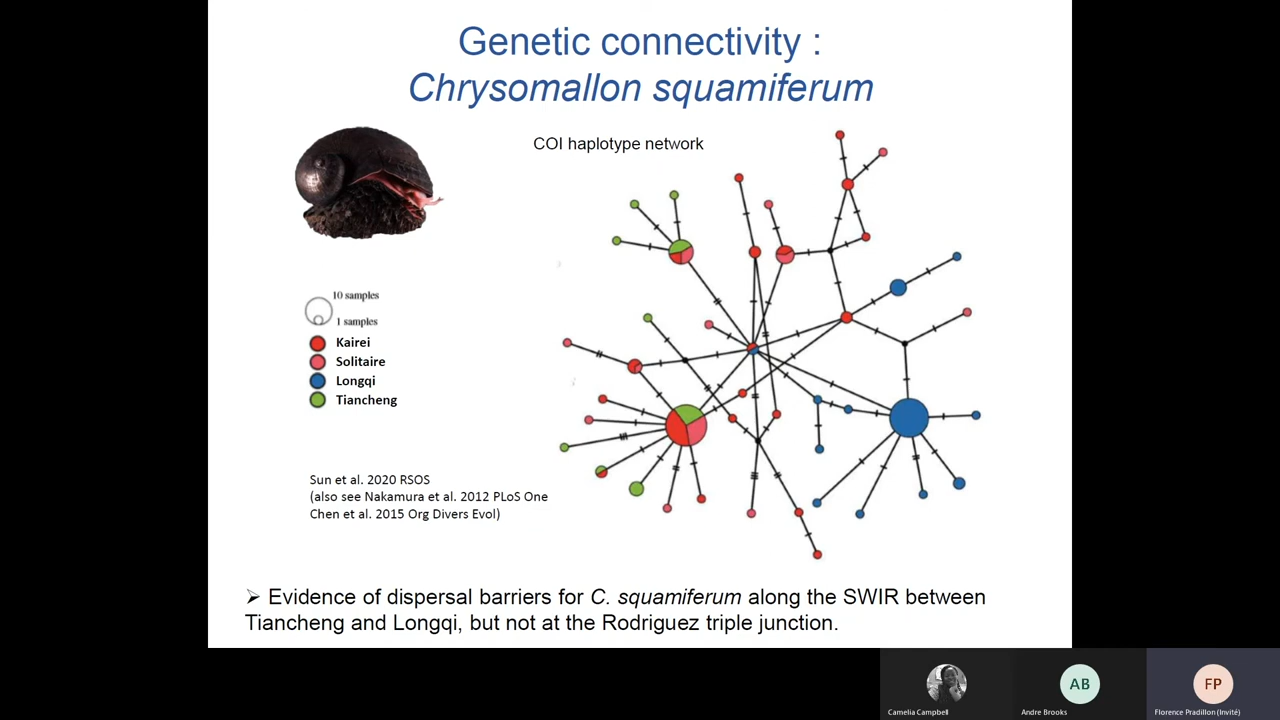 Genetic connectivity :
Chrysomallon squamiferum
COI haplotype network
10 samples
1 samples
Kairei
Solitaire
Longqi
Tiancheng
Sun et al. 2020 RSOS
(also see Nakamura et al. 2012 PLoS One
Chen et al. 2015 Org Divers Evol)
➢ Evidence of dispersal barriers for C. squamiferum along the SWIR between
Tiancheng and Longqi, but not at the Rodriguez triple junction.
AB
FP
Camelia Campbell
Andre Brooks
Florence Pradillon (Invité)